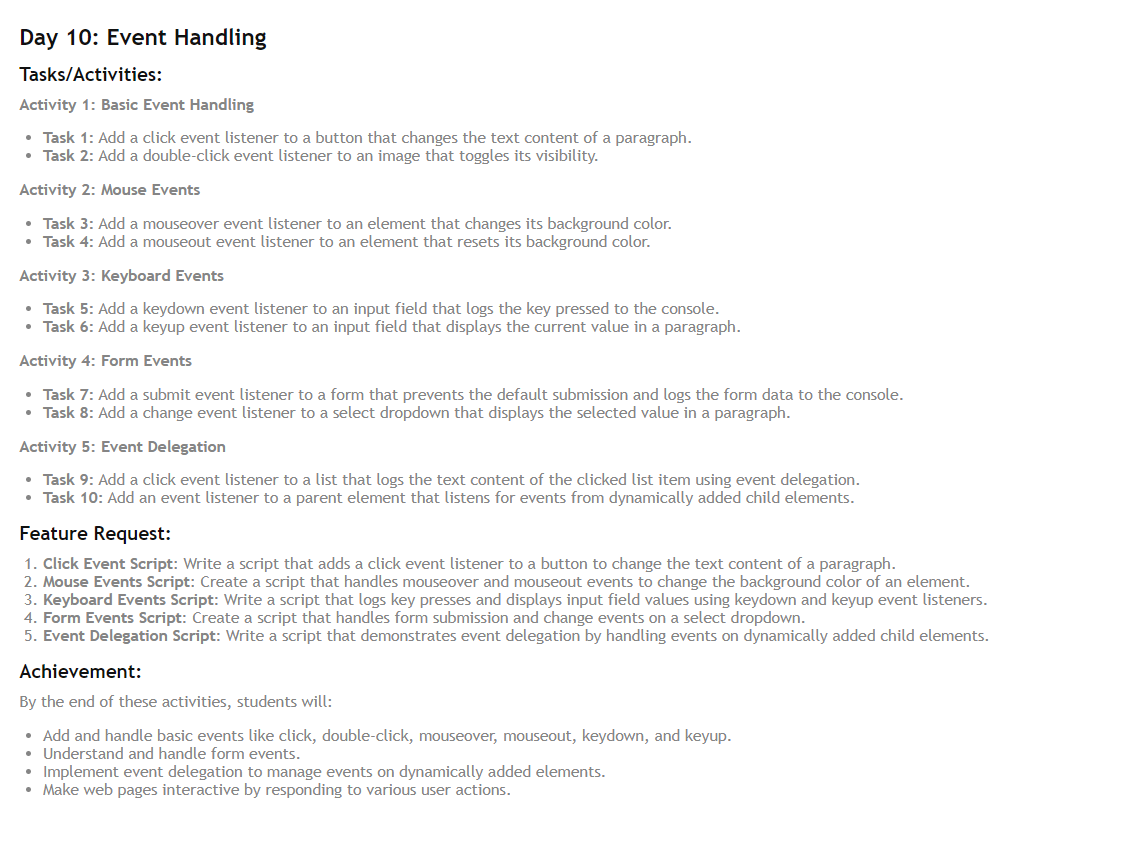 Day 10: Event Handling
Tasks/Activities:
Activity 1: Basic Event Handling
• Task 1: Add a click event listener to a button that changes the text content of a paragraph.
• Task 2: Add a double-click event listener to an image that toggles its visibility.
Activity 2: Mouse Events
• Task 3: Add a mouseover event listener to an element that changes its background color.
• Task 4: Add a mouseout event listener to an element that resets its background color.
Activity 3: Keyboard Events
• Task 5: Add a keydown event listener to an input field that logs the key pressed to the console.
• Task 6: Add a keyup event listener to an input field that displays the current value in a paragraph.
Activity 4: Form Events
• Task 7: Add a submit event listener to a form that prevents the default submission and logs the form data to the console.
• Task 8: Add a change event listener to a select dropdown that displays the selected value in a paragraph.
Activity 5: Event Delegation
• Task 9: Add a click event listener to a list that logs the text content of the clicked list item using event delegation.
• Task 10: Add an event listener to a parent element that listens for events from dynamically added child elements.
Feature Request:
1. Click Event Script: Write a script that adds a click event listener to a button to change the text content of a paragraph.
2. Mouse Events Script: Create a script that handles mouseover and mouseout events to change the background color of an element.
3. Keyboard Events Script: Write a script that logs key presses and displays input field values using keydown and keyup event listeners.
4. Form Events Script: Create a script that handles form submission and change events on a select dropdown.
5. Event Delegation Script: Write a script that demonstrates event delegation by handling events on dynamically added child elements.
Achievement:
By the end of these activities, students will:
• Add and handle basic events like click, double-click, mouseover, mouseout, keydown, and keyup.
• Understand and handle form events.
• Implement event delegation to manage events on dynamically added elements.
• Make web pages interactive by responding to various user actions.